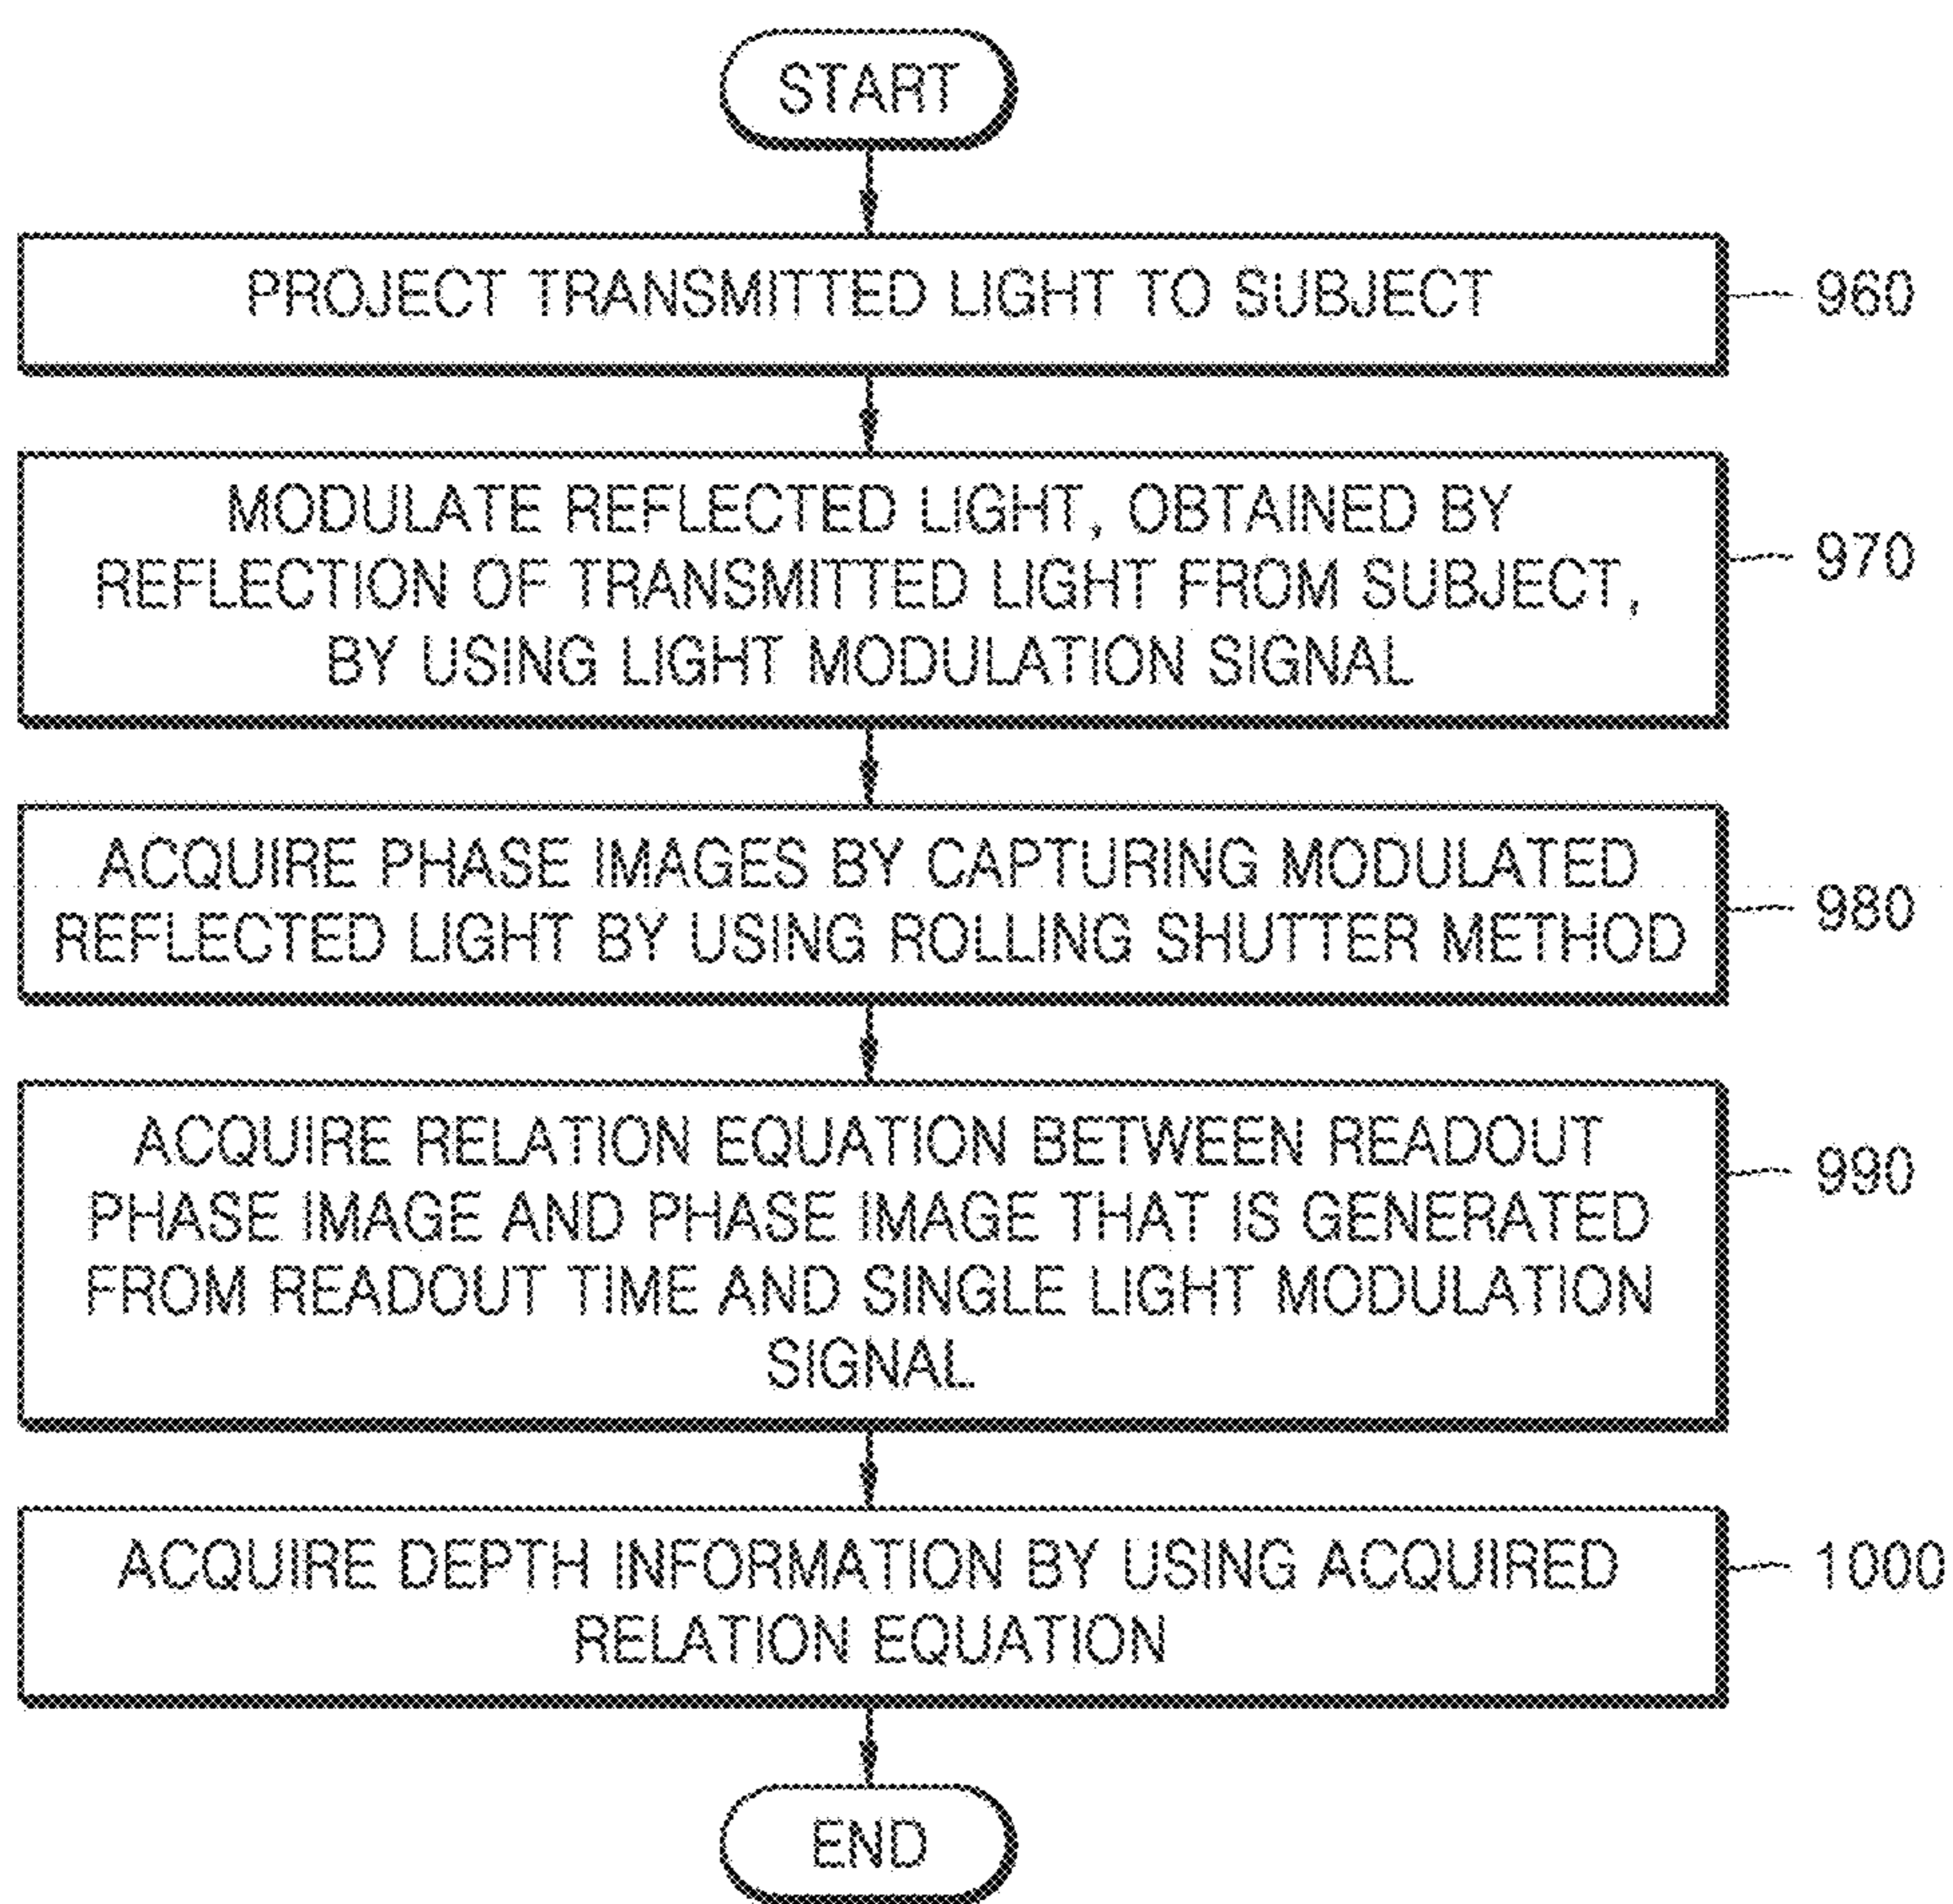 START
PROJECT TRANSMITTED LIGHT TO SUBJECT
960
MODULATE REFLECTED LIGHT, OBTAINED BY
REFLECTION OF TRANSMITTED LIGHT FROM SUBJECT,
BY USING LIGHT MODULATION SIGNAL
970
ACQUIRE PHASE IMAGES BY CAPTURING MODULATED
REFLECTED LIGHT BY USING ROLLING SHUTTER METHOD
980
ACQUIRE RELATION EQUATION BETWEEN READOUT
PHASE IMAGE AND PHASE IMAGE THAT IS GENERATED
FROM READOUT TIME AND SINGLE LIGHT MODULATION
SIGNAL
990
ACQUIRE DEPTH INFORMATION BY USING ACQUIRED
RELATION EQUATION
1000
END